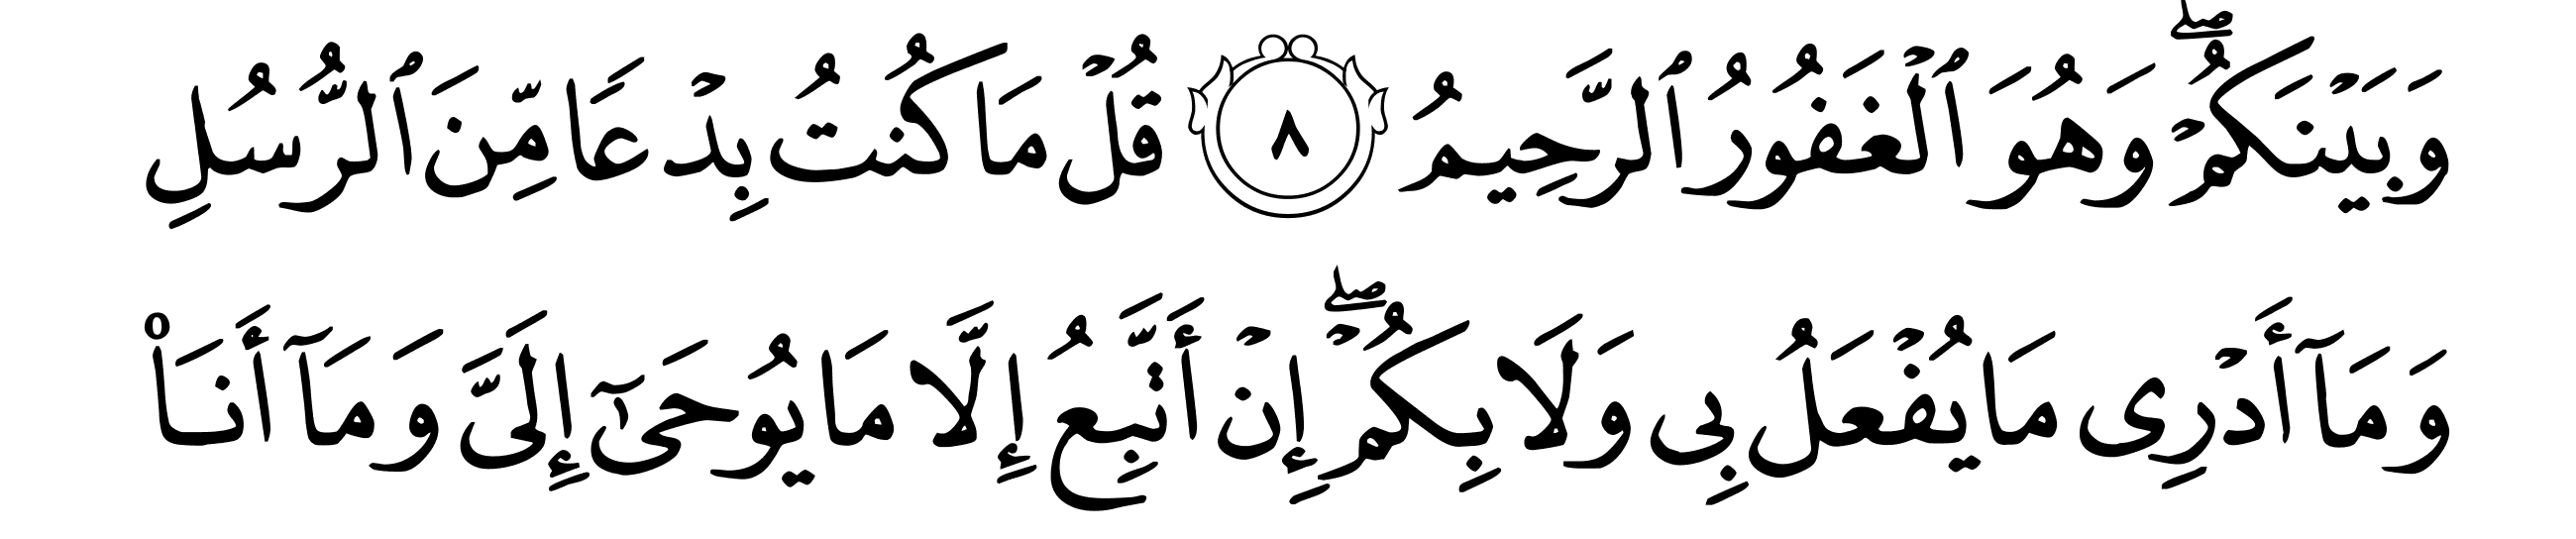 وَبَيْنَكُمْ ۖ وَهُوَ ٱلْغَفُورُ ٱلرَّحِيمُ ٨ قُلْ مَا كُنتُ بِدْعًا مِّنَ ٱلرُّسُلِ
وَمَآ أَدْرِى مَا يُفْعَلُ بِى وَلَا بِكُمْ ۖ إِنْ أَتَّبِعُ إِلَّا مَا يُوحَىٰٓ إِلَىَّ وَمَآ أَنَا۠